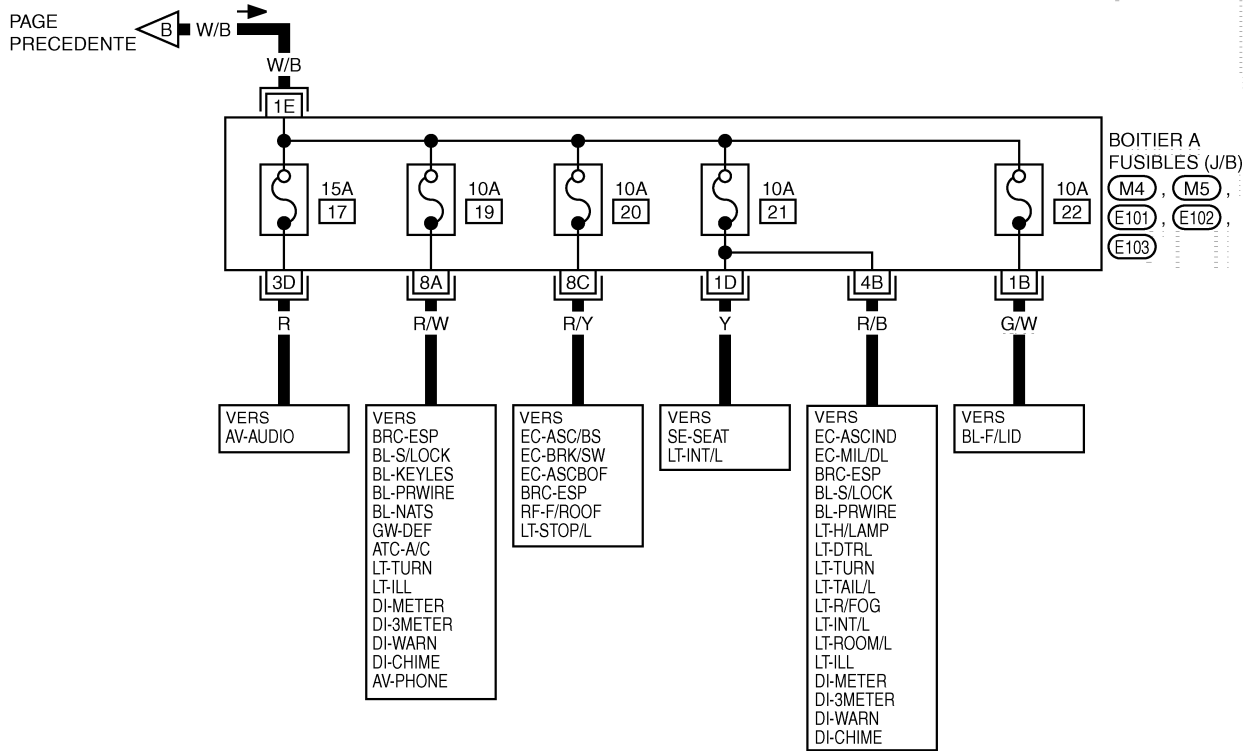 PAGE
PRECEDENTE
B
W/B
W/B
1E
BOITIER A
FUSIBLES (J/B)
M4 , M5 ,
E101 , E102 ,
E103
15A
17
10A
19
10A
20
10A
21
10A
22
3D
8A
8C
1D
4B
1B
R
R/W
R/Y
Y
R/B
G/W
VERS
AV-AUDIO
VERS
BRC-ESP
BL-S/LOCK
BL-KEYLES
BL-PRWIRE
BL-NATS
GW-DEF
ATC-A/C
LT-TURN
LT-ILL
DI-METER
DI-3METER
DI-WARN
DI-CHIME
AV-PHONE
VERS
EC-ASC/BS
EC-BRK/SW
EC-ASCBOF
BRC-ESP
RF-F/ROOF
LT-STOP/L
VERS
SE-SEAT
LT-INT/L
VERS
EC-ASCIND
EC-MIL/DL
BRC-ESP
BL-S/LOCK
BL-PRWIRE
LT-H/LAMP
LT-DTRL
LT-TURN
LT-TAIL/L
LT-R/FOG
LT-INT/L
LT-ROOM/L
LT-ILL
DI-METER
DI-3METER
DI-WARN
DI-CHIME
VERS
BL-F/LID